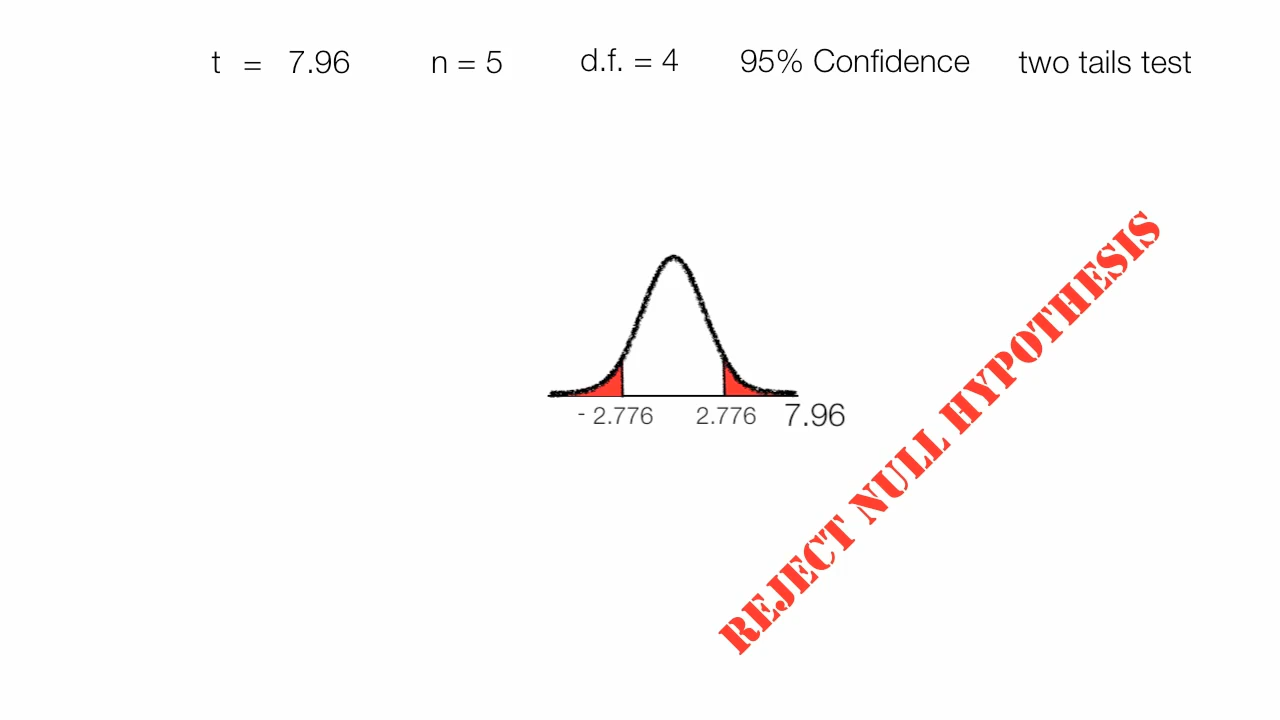 t = 7.96 n = 5 d.f. = 4 95% Confidence two tails test
- 2.776 2.776 7.96
REJECT NULL HYPOTHESIS